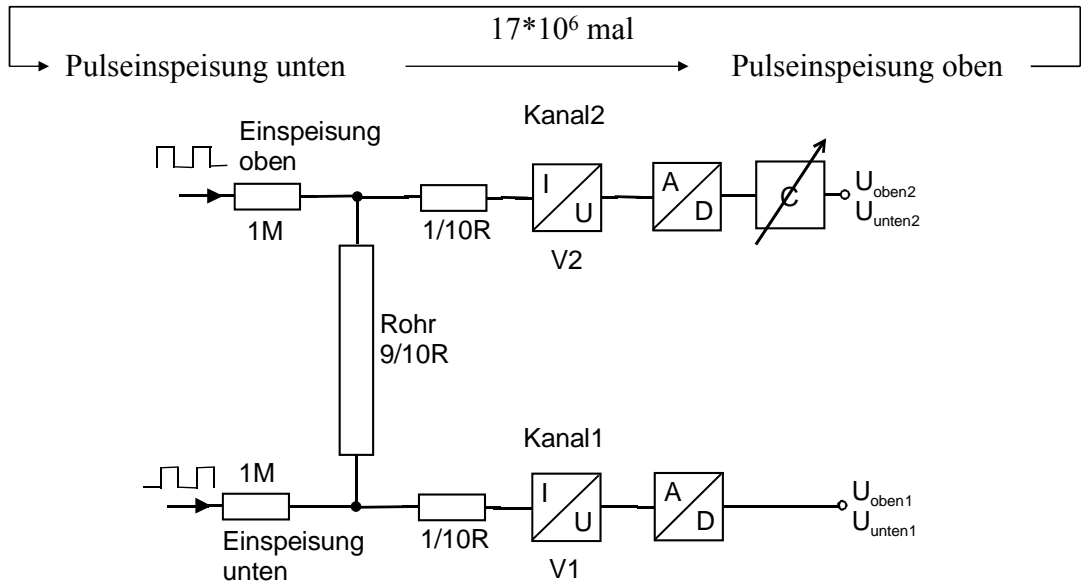 17*10⁶ mal
Pulseinspeisung unten
Pulseinspeisung oben
Kanal2
Einspeisung
oben
1M
1/10R
I
U
V2
A
D
C
U_oben2
U_unten2
Rohr
9/10R
Kanal1
1M
Einspeisung
unten
1/10R
I
U
V1
A
D
U_oben1
U_unten1